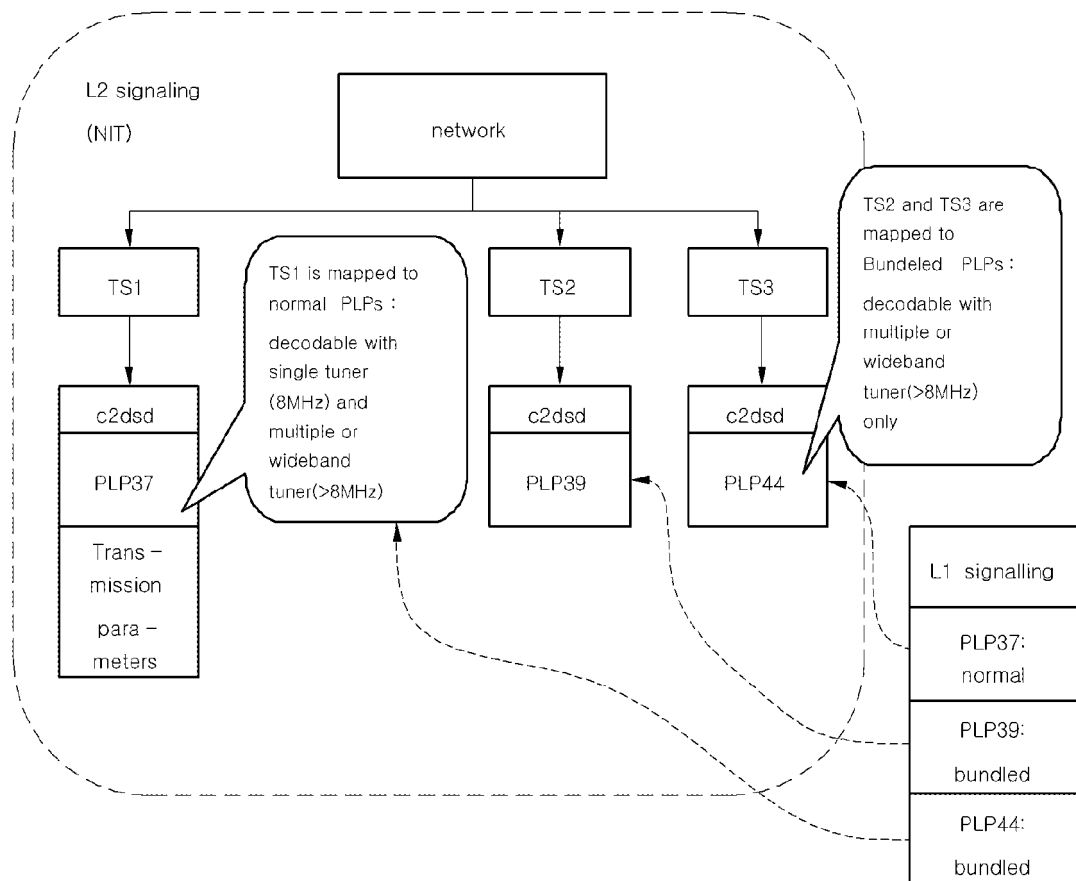 L2 signaling
(NIT)
network
TS1
TS2
TS3
TS1 is mapped to
normal PLPs :
decodable with
single tuner
(8MHz) and
multiple or
wideband
tuner(>8MHz)
TS2 and TS3 are
mapped to
Bundeled PLPs :
decodable with
multiple or
wideband
tuner(>8MHz)
only
c2dsd
PLP37
Trans-
mission
para-
meters
c2dsd
PLP39
c2dsd
PLP44
L1 signalling
PLP37:
normal
PLP39:
bundled
PLP44:
bundled